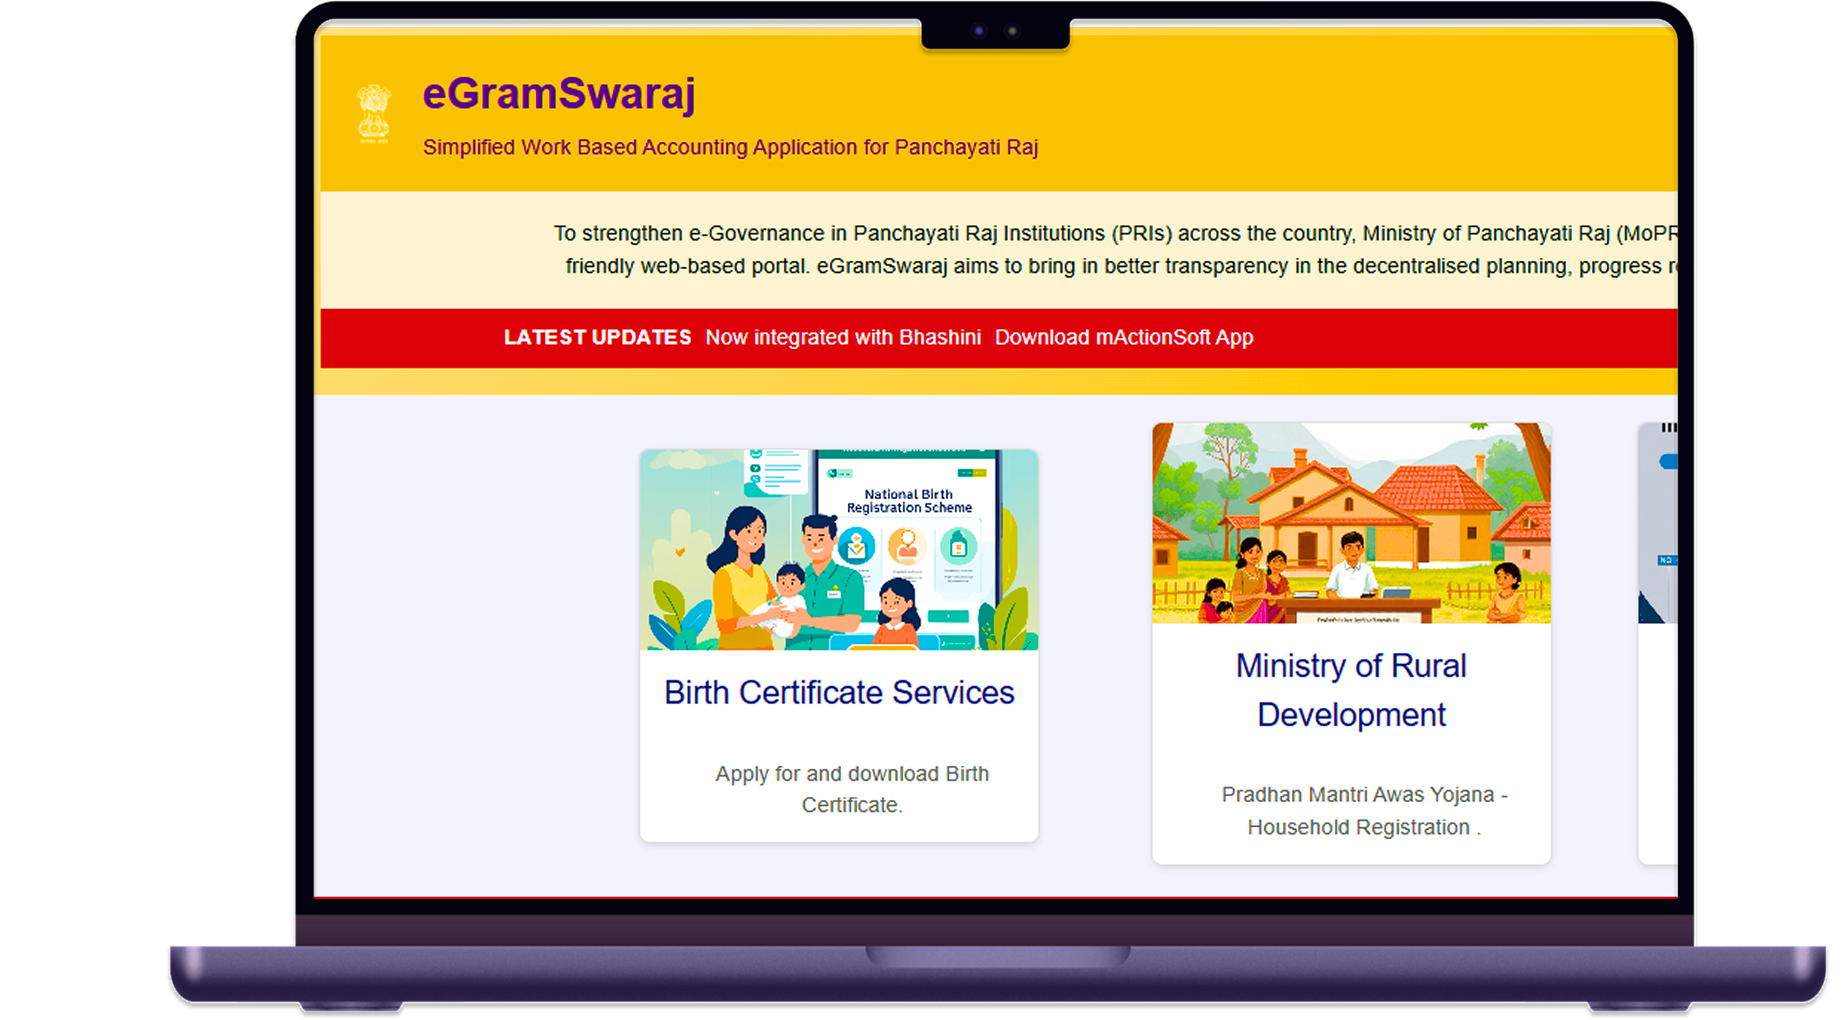 eGramSwaraj
Simplified Work Based Accounting Application for Panchayati Raj
To strengthen e-Governance in Panchayati Raj Institutions (PRIs) across the country, Ministry of Panchayati Raj (MoPR
friendly web-based portal. eGramSwaraj aims to bring in better transparency in the decentralised planning, progress
LATEST UPDATES Now integrated with Bhashini Download mActionSoft App
National Birth
Registration Scheme
Birth Certificate Services
Apply for and download Birth
Certificate.
Ministry of Rural
Development
Pradhan Mantri Awas Yojana -
Household Registration .